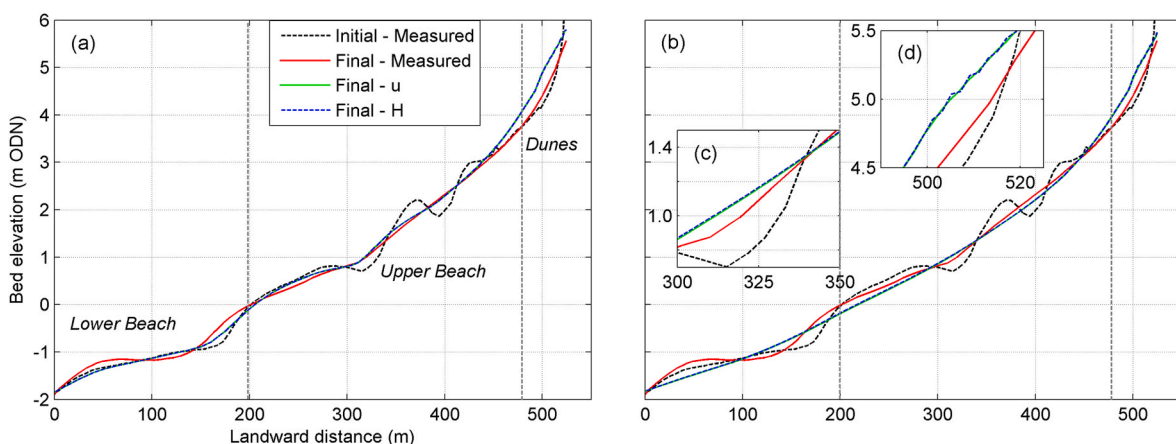 (a)
Initial - Measured
Final - Measured
Final - u
Final - H
Dunes
Upper Beach
Lower Beach
6
5
4
3
2
1
0
-1
-2
Bed elevation (m ODN)
0 100 200 300 400 500
Landward distance (m)
(b)
(d)
5.5
5.0
4.5
500 520
(c)
1.4
1.0
300 325 350
0 100 200 300 400 500